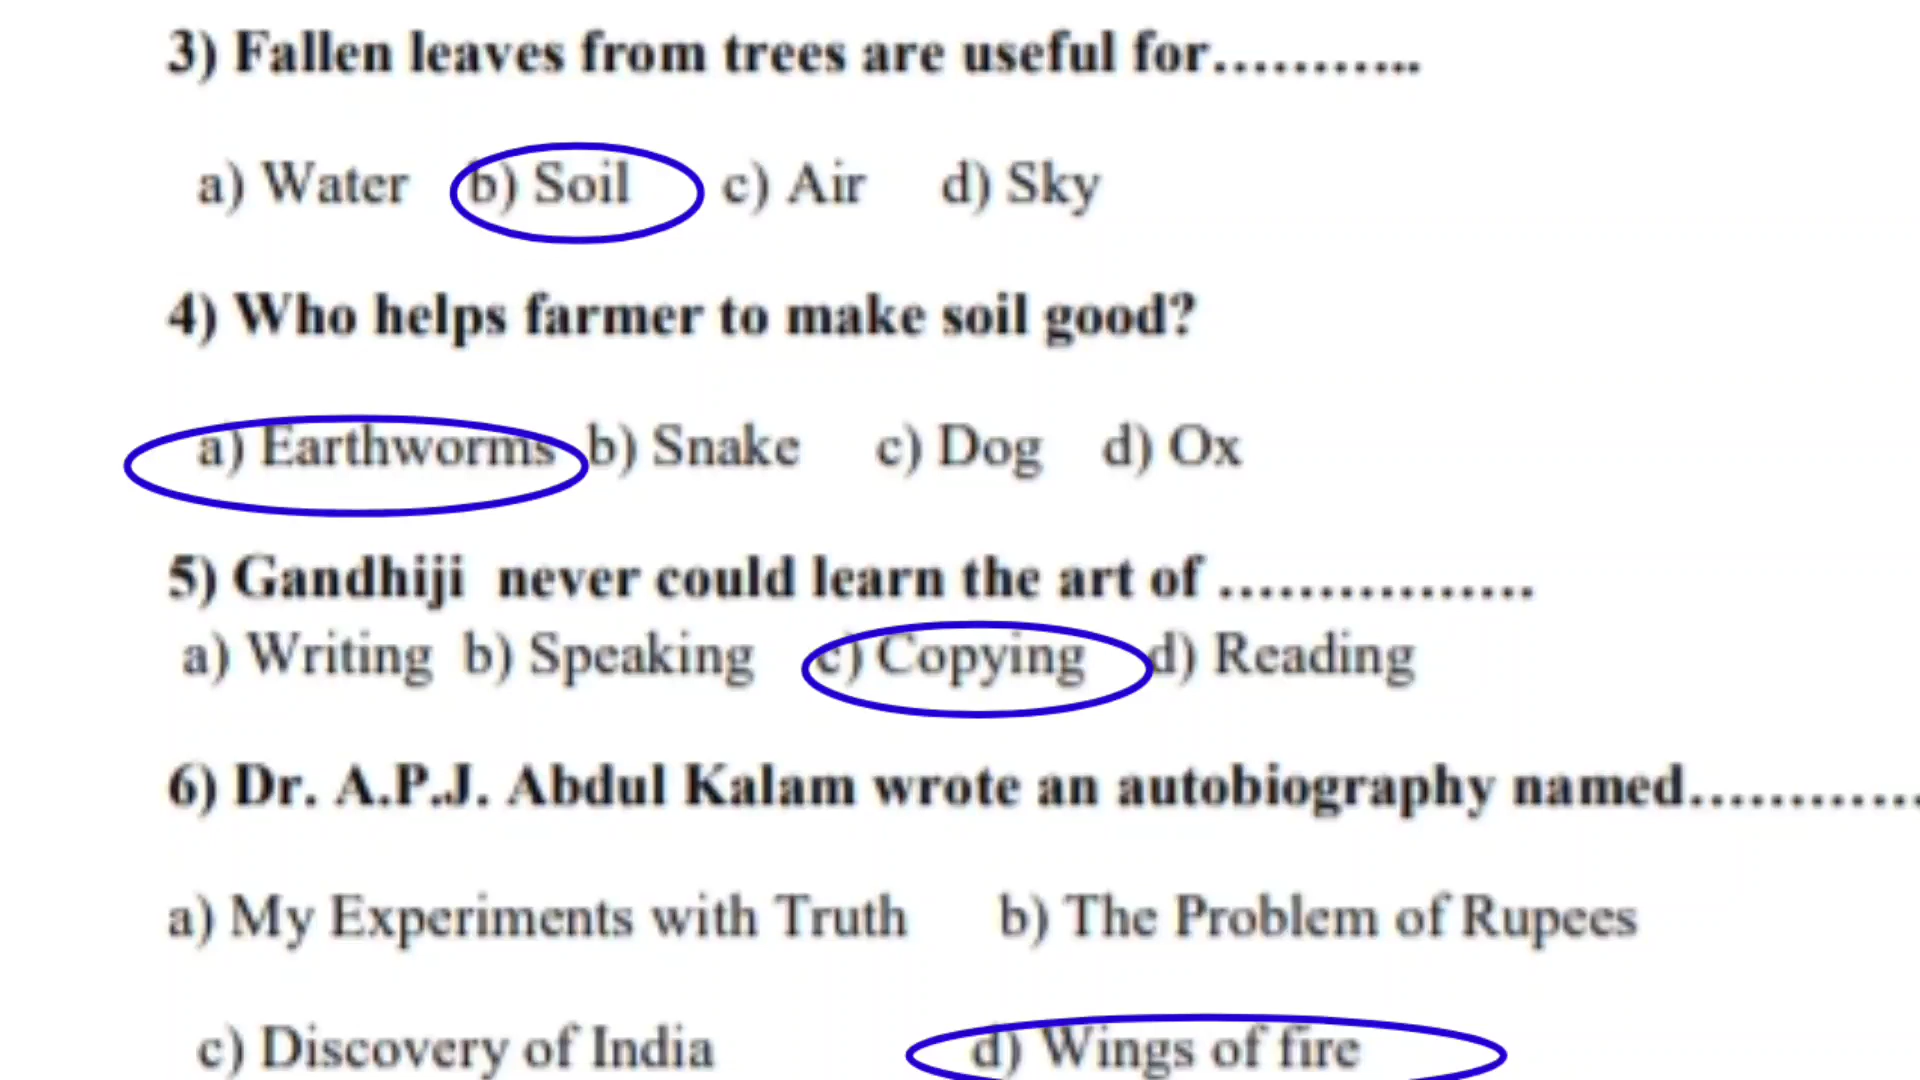 3) Fallen leaves from trees are useful for...........
a) Water b) Soil c) Air d) Sky
4) Who helps farmer to make soil good?
a) Earthworms b) Snake c) Dog d) Ox
5) Gandhiji never could learn the art of ................
a) Writing b) Speaking c) Copying d) Reading
6) Dr. A.P.J. Abdul Kalam wrote an autobiography named............
a) My Experiments with Truth b) The Problem of Rupees
c) Discovery of India d) Wings of fire